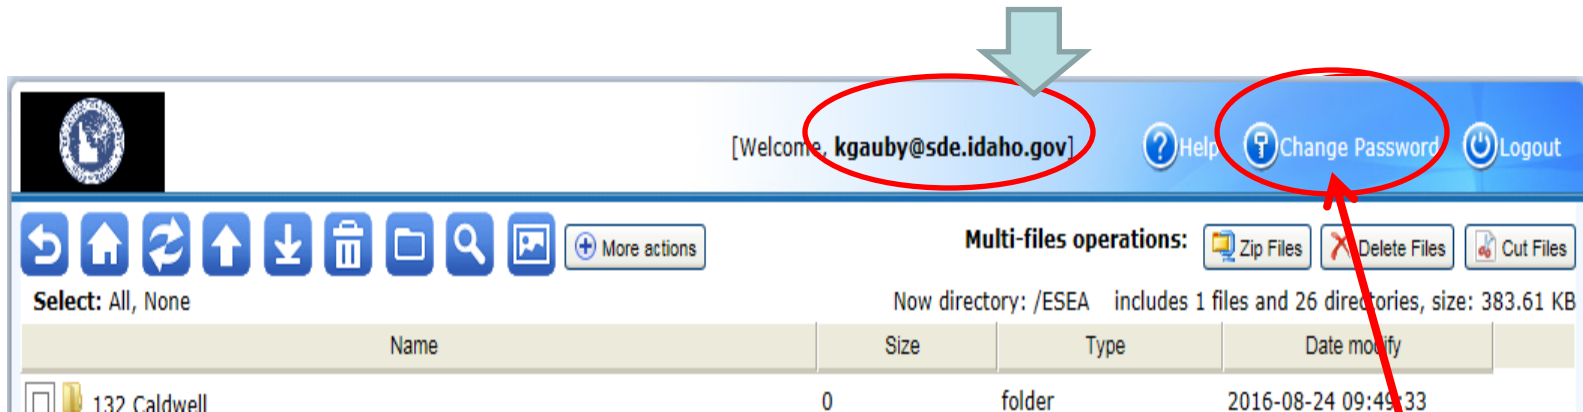 [Welcome, kgauby@sde.idaho.gov] Help Change Password Logout
More actions Multi-files operations: Zip Files Delete Files Cut Files
Select: All, None Now directory: /ESEA includes 1 files and 26 directories, size: 383.61 KB
Name Size Type Date modify
132 Caldwell 0 folder 2016-08-24 09:49:33